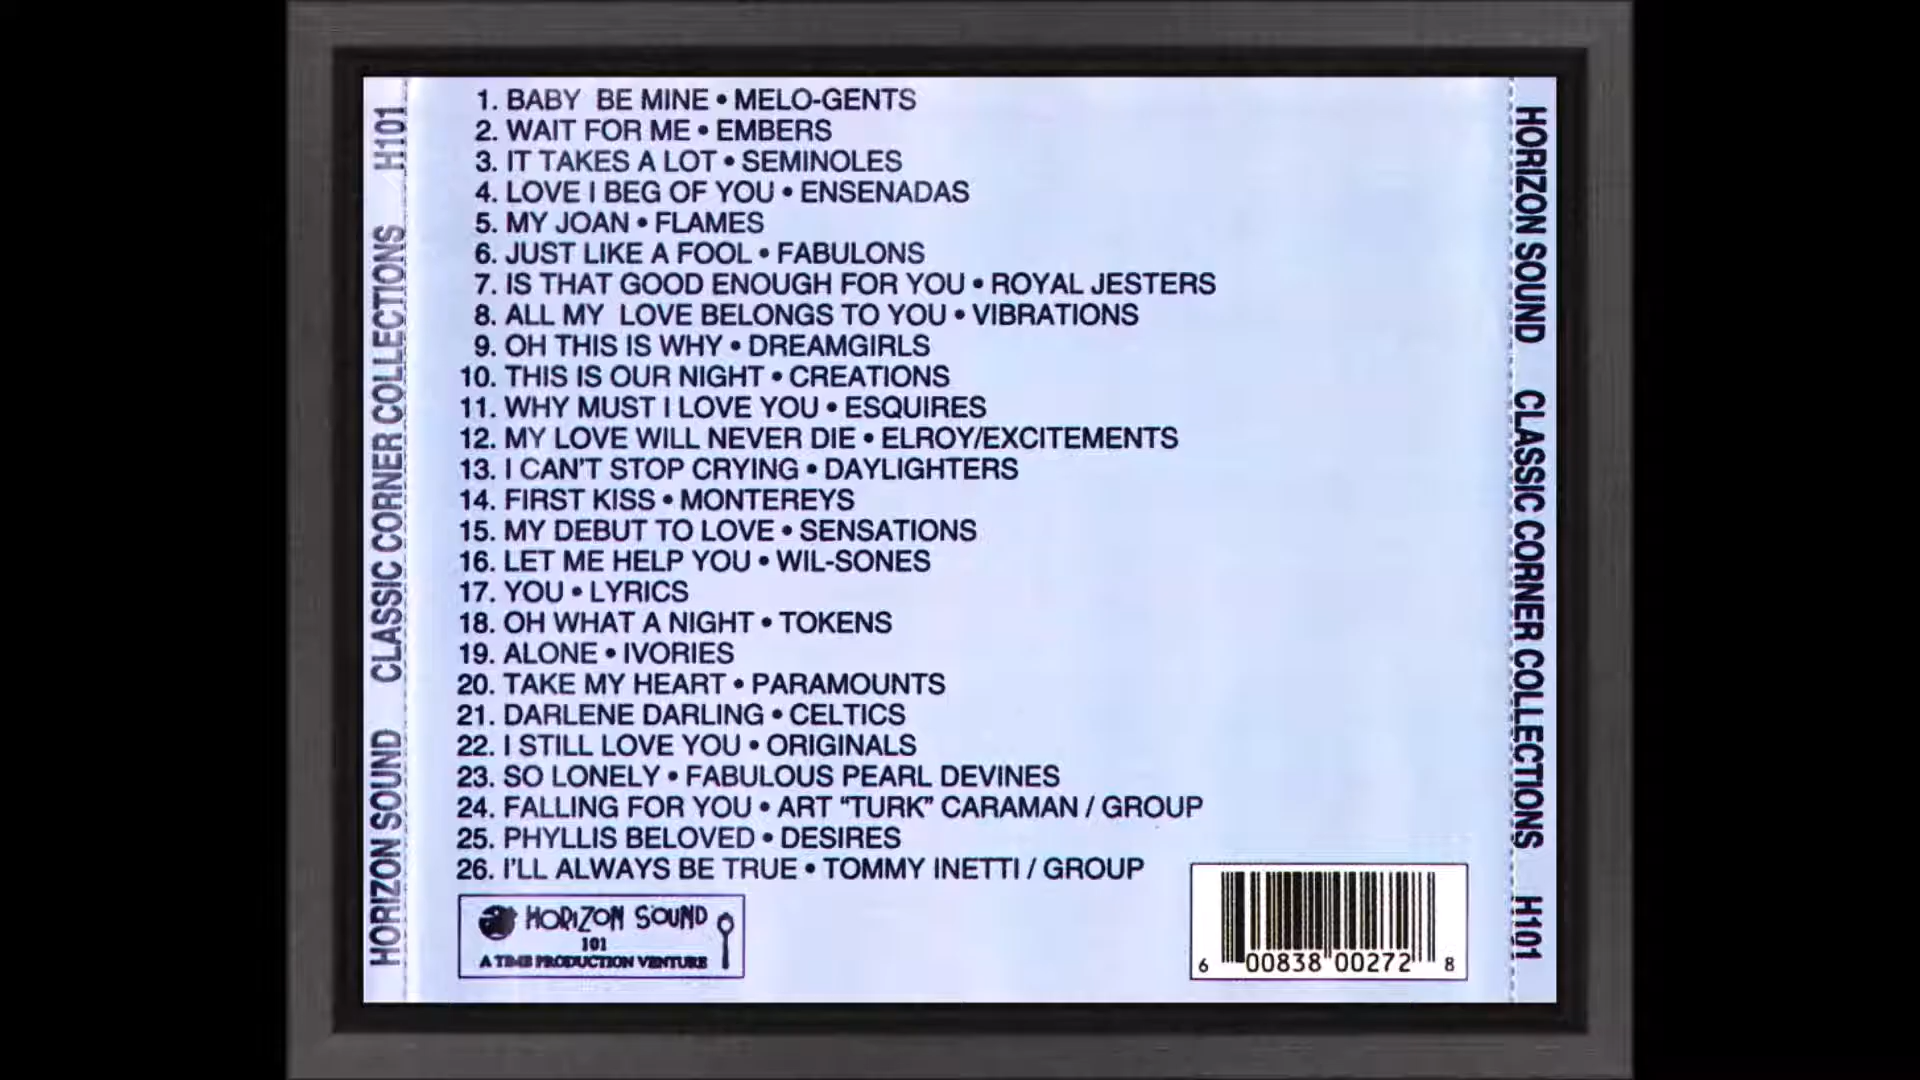 HORIZON SOUND CLASSIC CORNER COLLECTIONS H101
1. BABY BE MINE • MELO-GENTS
2. WAIT FOR ME • EMBERS
3. IT TAKES A LOT • SEMINOLES
4. LOVE I BEG OF YOU • ENSENADAS
5. MY JOAN • FLAMES
6. JUST LIKE A FOOL • FABULONS
7. IS THAT GOOD ENOUGH FOR YOU • ROYAL JESTERS
8. ALL MY LOVE BELONGS TO YOU • VIBRATIONS
9. OH THIS IS WHY • DREAMGIRLS
10. THIS IS OUR NIGHT • CREATIONS
11. WHY MUST I LOVE YOU • ESQUIRES
12. MY LOVE WILL NEVER DIE • ELROY/EXCITEMENTS
13. I CAN'T STOP CRYING • DAYLIGHTERS
14. FIRST KISS • MONTEREYS
15. MY DEBUT TO LOVE • SENSATIONS
16. LET ME HELP YOU • WIL-SONES
17. YOU • LYRICS
18. OH WHAT A NIGHT • TOKENS
19. ALONE • IVORIES
20. TAKE MY HEART • PARAMOUNTS
21. DARLENE DARLING • CELTICS
22. I STILL LOVE YOU • ORIGINALS
23. SO LONELY • FABULOUS PEARL DEVINES
24. FALLING FOR YOU • ART “TURK” CARAMAN / GROUP
25. PHYLLIS BELOVED • DESIRES
26. I'LL ALWAYS BE TRUE • TOMMY INETTI / GROUP
HORIZON SOUND
101
A TIME PRODUCTION VENTURE
6 00838 00272 8
HORIZON SOUND CLASSIC CORNER COLLECTIONS H101